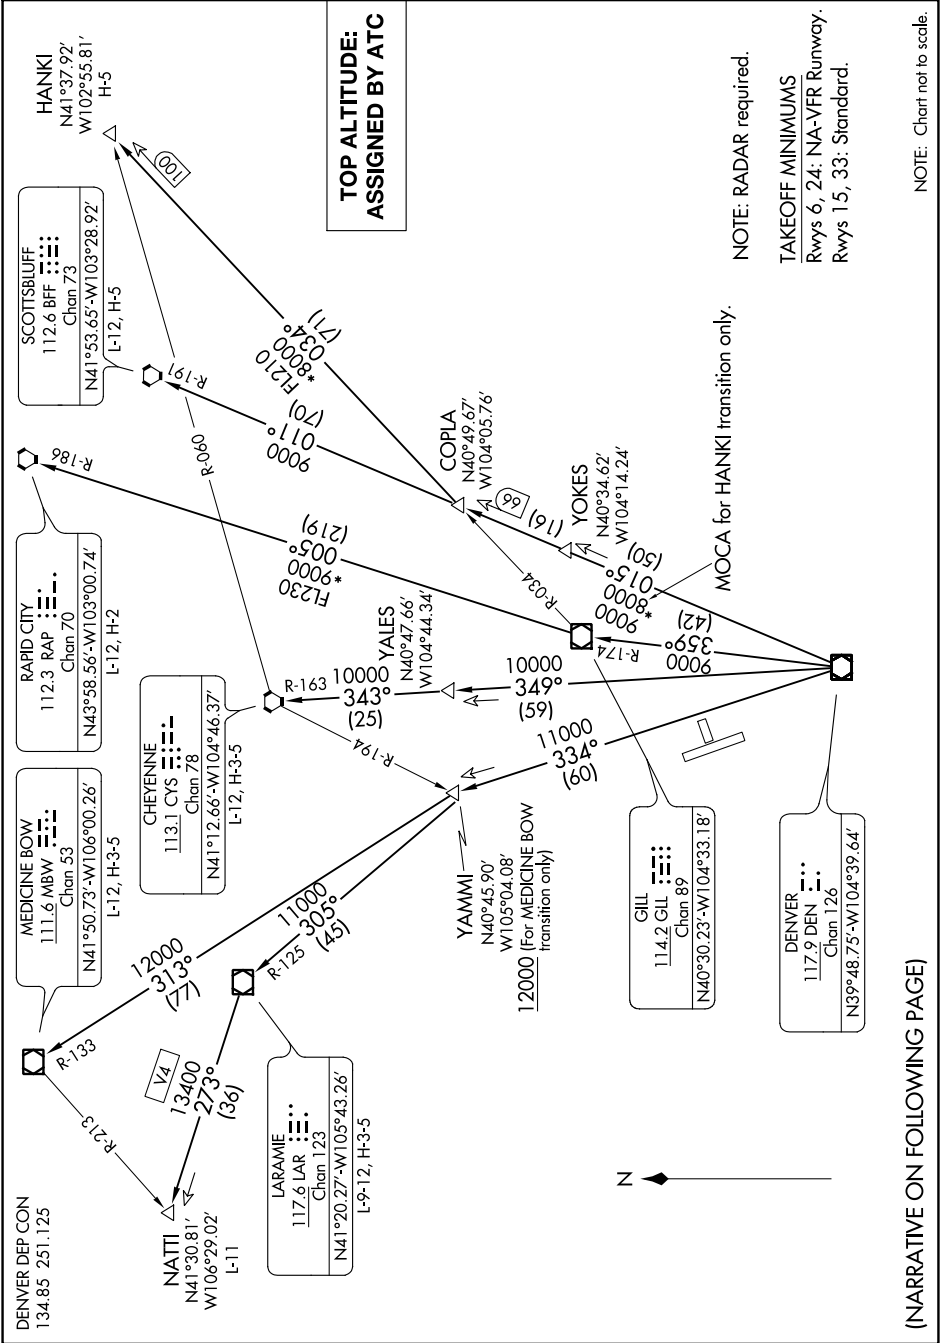 DENVER DEP CON
134.85 251.125
MEDICINE BOW
111.6 MBW
Chan 53
N41°50.73'-W106°00.26'
L-12, H-3-5
RAPID CITY
112.3 RAP
Chan 70
N43°58.56'-W103°00.74'
L-12, H-2
SCOTTSBLUFF
112.6 BFF
Chan 73
N41°53.65'-W103°28.92'
L-12, H-5
HANKI
N41°37.92'
W102°55.81'
H-5
CHEYENNE
113.1 CYS
Chan 78
N41°12.66'-W104°46.37'
L-12, H-3-5
NATTI
N41°30.81'
W106°29.02'
L-11
LARAMIE
117.6 LAR
Chan 123
N41°20.27'-W105°43.26'
L-9-12, H-3-5
R-133
R-213
V4
13400
273°
(36)
12000
313°
(77)
11000
305°
(45)
R-125
R-194
R-163
10000
343°
(25)
YALES
N40°47.66'
W104°44.34'
R-186
FL230
*9000
005°
(219)
R-060
R-191
9000
011°
(70)
100
FL210
*8000
034°
(71)
TOP ALTITUDE:
ASSIGNED BY ATC
YAMMI
N40°45.90'
W105°04.08'
12000 (For MEDICINE BOW
transition only)
11000
334°
(60)
10000
349°
(59)
R-034
COPLA
N40°49.67'
W104°05.76'
66
(16)
YOKES
N40°34.62'
W104°14.24'
R-174
9000
359°
(42)
9000
*8000
015°
(50)
MOCA for HANKI transition only.
GILL
114.2 GLL
Chan 89
N40°30.23'-W104°33.18'
DENVER
117.9 DEN
Chan 126
N39°48.75'-W104°39.64'
N
NOTE: RADAR required.
TAKEOFF MINIMUMS
Rwys 6, 24: NA-VFR Runway.
Rwys 15, 33: Standard.
(NARRATIVE ON FOLLOWING PAGE)
NOTE: Chart not to scale.